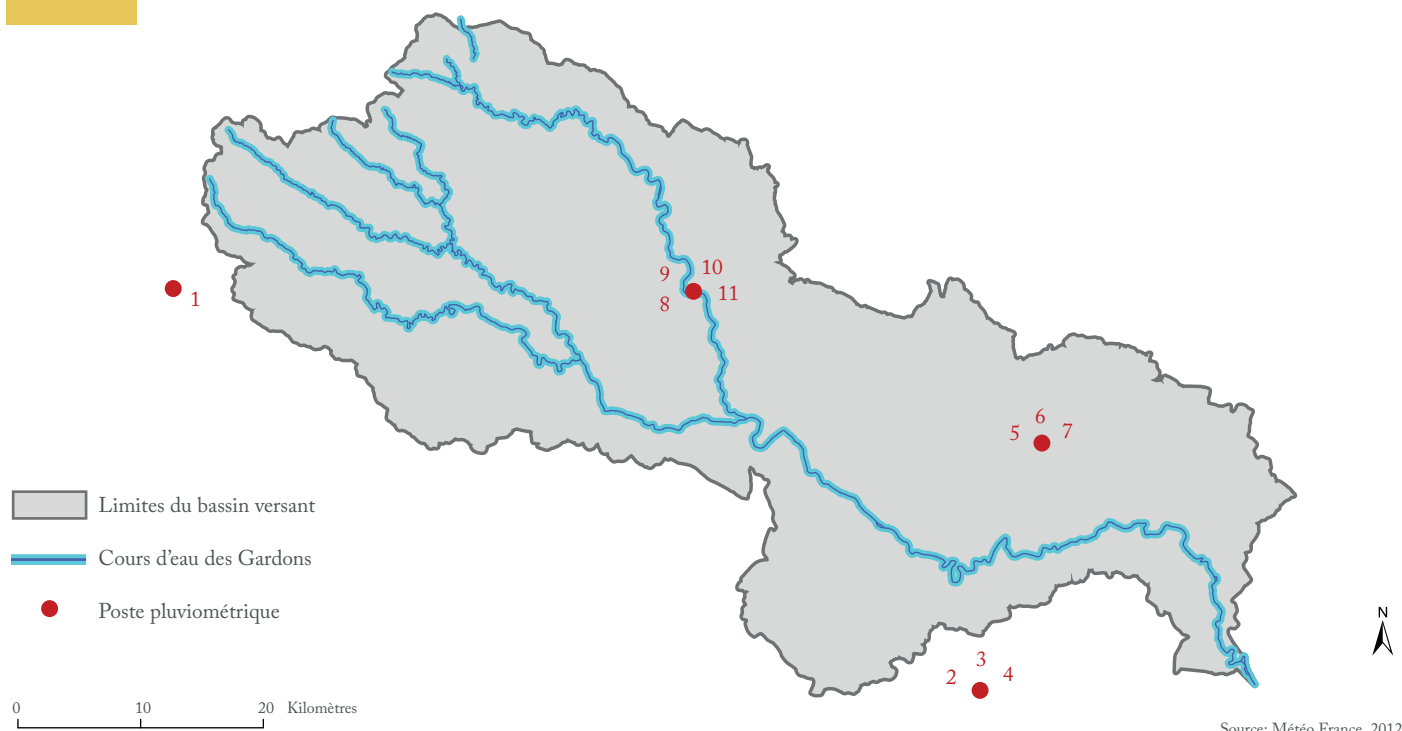 9 10
8 11
1
6
5 7
Limites du bassin versant
Cours d'eau des Gardons
Poste pluviométrique
3
2 4
N
0 10 20 Kilomètres
Source: Météo France, 2012